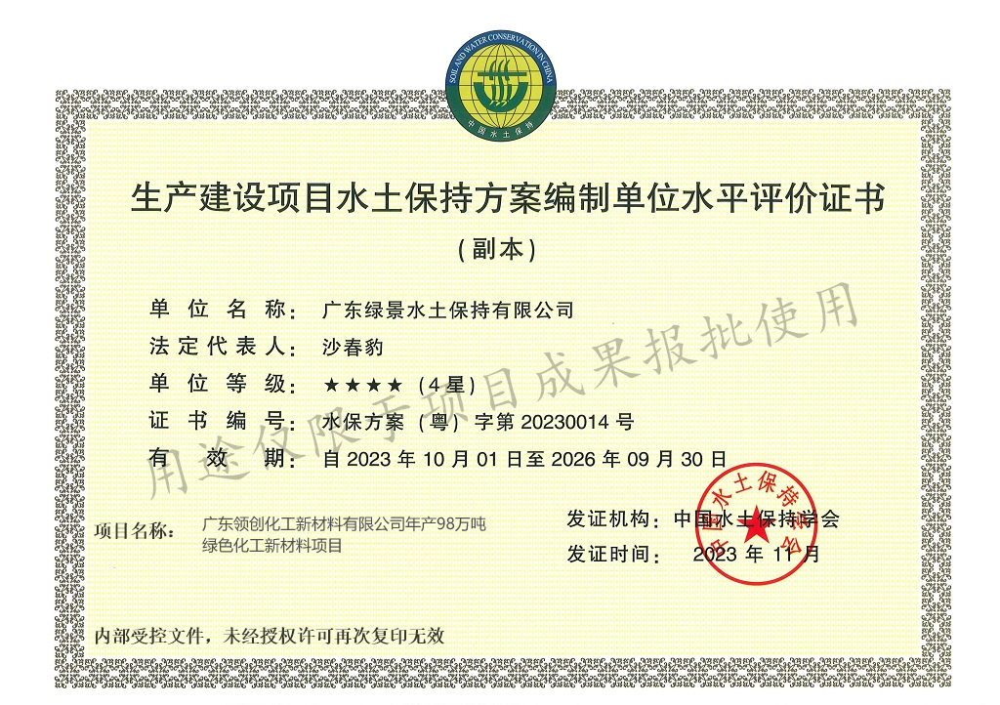 SOIL AND WATER CONSERVATION IN CHINA
中国水土保持
生产建设项目水土保持方案编制单位水平评价证书
（副本）
单位名称：广东绿景水土保持有限公司
法定代表人：沙春豹
单位等级：★★★★（4星）
证书编号：水保方案（粤）字第 20230014 号
有效期：自 2023 年 10 月 01 日至 2026 年 09 月 30 日
用途仅限于项目成果报批使用
项目名称：广东领创化工新材料有限公司年产98万吨
绿色化工新材料项目
发证机构：中国水土保持学会
发证时间：2023 年 11 月
中国水土保持学会
内部受控文件，未经授权许可再次复印无效